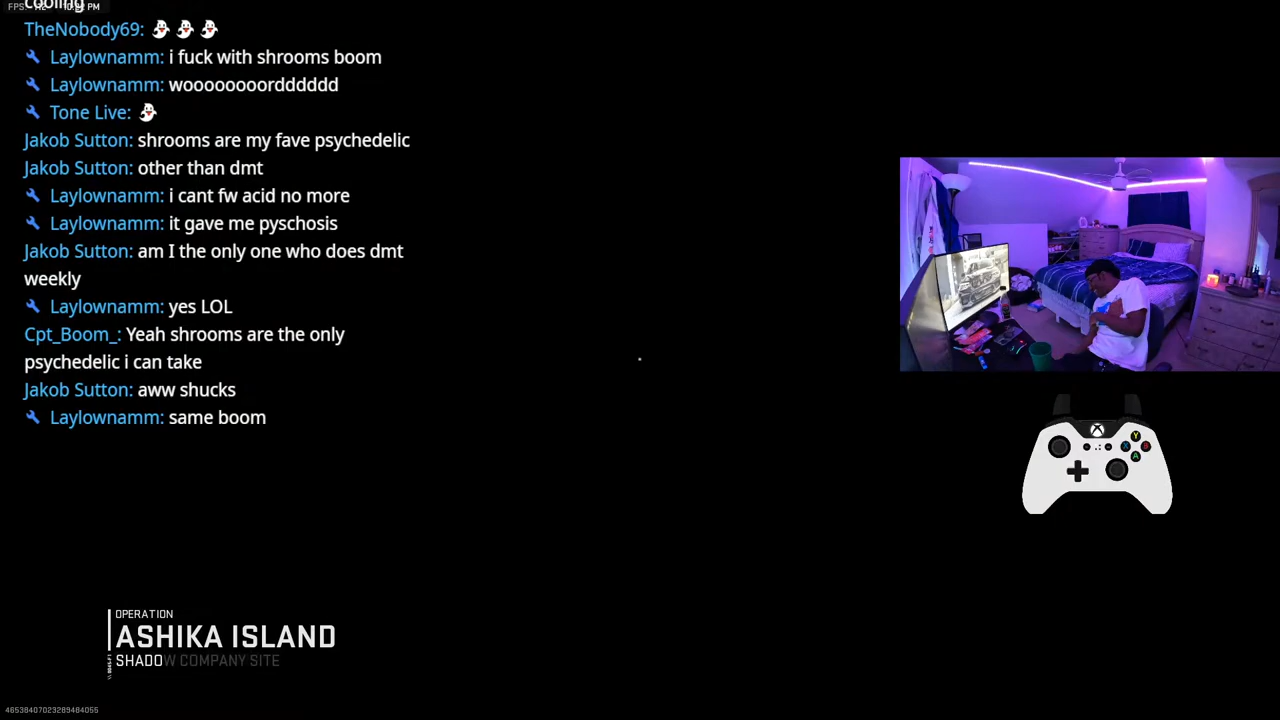 cooling
TheNobody69: 👻 👻 👻
Laylownamm: i fuck with shrooms boom
Laylownamm: woooooooordddddd
Tone Live: 👻
Jakob Sutton: shrooms are my fave psychedelic
Jakob Sutton: other than dmt
Laylownamm: i cant fw acid no more
Laylownamm: it gave me pyschosis
Jakob Sutton: am I the only one who does dmt
weekly
Laylownamm: yes LOL
Cpt_Boom_: Yeah shrooms are the only
psychedelic i can take
Jakob Sutton: aww shucks
Laylownamm: same boom
Y
X
B
A
OPERATION
ASHIKA ISLAND
SHADOW COMPANY SITE
46538407023289484055